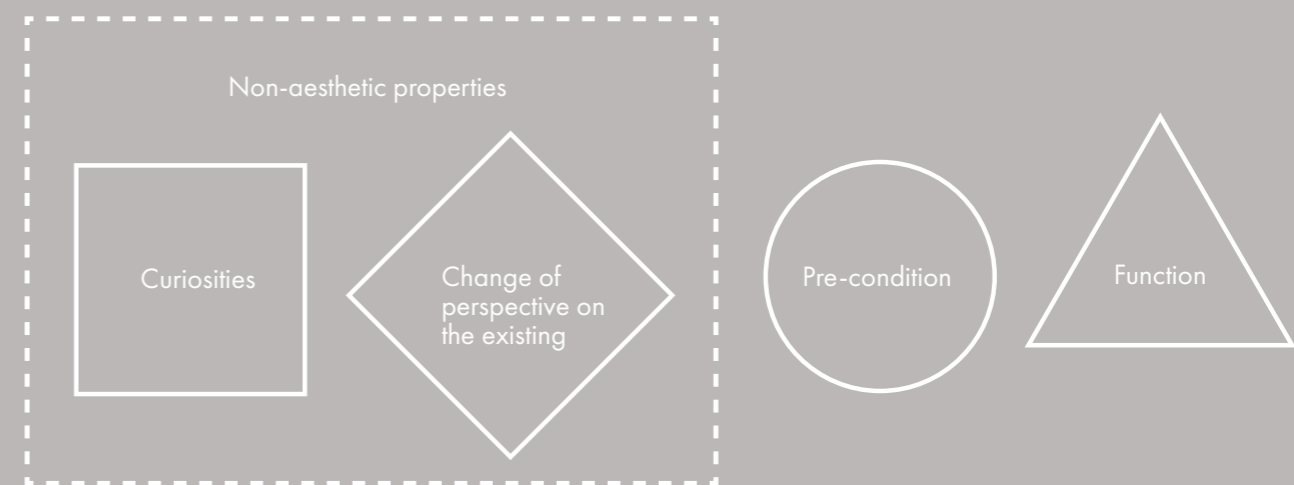 Non-aesthetic properties
Curiosities
Change of
perspective on
the existing
Pre-condition
Function